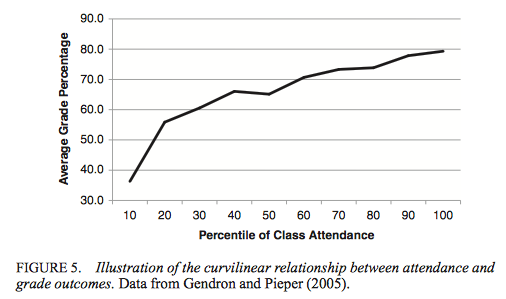 90.0
80.0
70.0
60.0
50.0
40.0
30.0
Average Grade Percentage
10 20 30 40 50 60 70 80 90 100
Percentile of Class Attendance
FIGURE 5. Illustration of the curvilinear relationship between attendance and
grade outcomes. Data from Gendron and Pieper (2005).